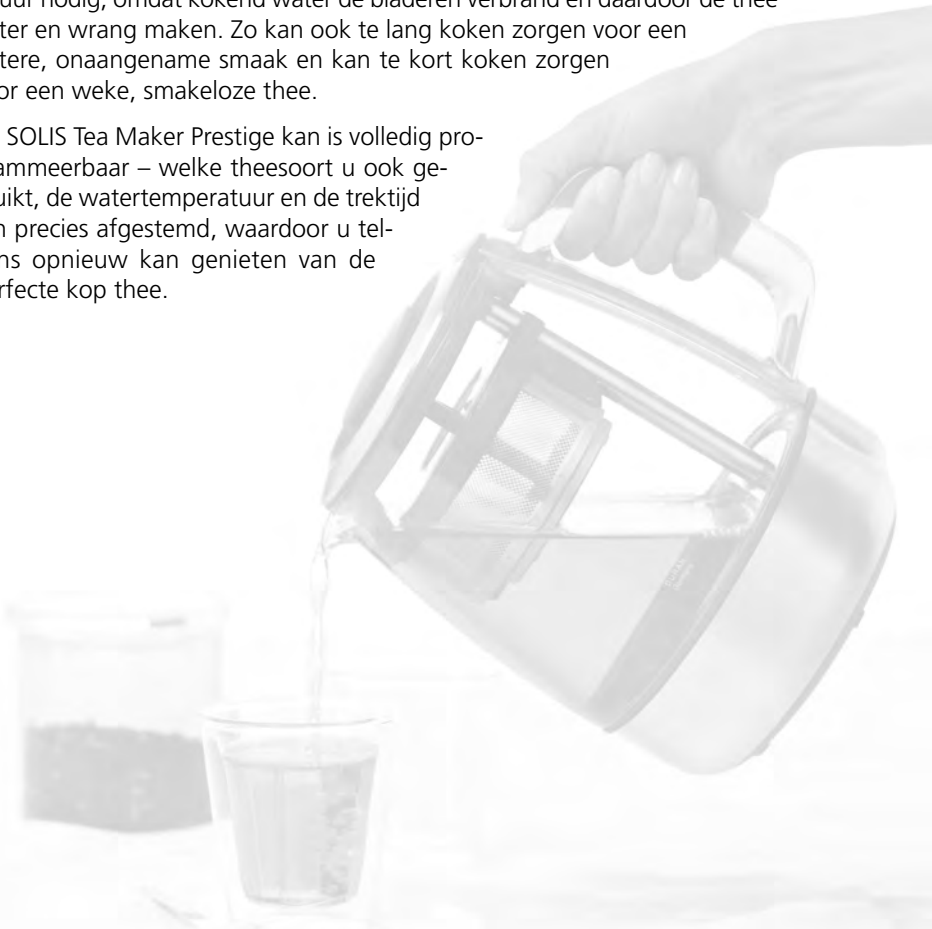 uur nodig, omdat kokend water de bladeren verbrand en daardoor de thee
ter en wrang maken. Zo kan ook te lang koken zorgen voor een
tere, onaangename smaak en kan te kort koken zorgen
or een weke, smakeloze thee.
SOLIS Tea Maker Prestige kan is volledig pro-
ammeerbaar – welke theesoort u ook ge-
uikt, de watertemperatuur en de trektijd
n precies afgestemd, waardoor u tel-
ns opnieuw kan genieten van de
rfecte kop thee.